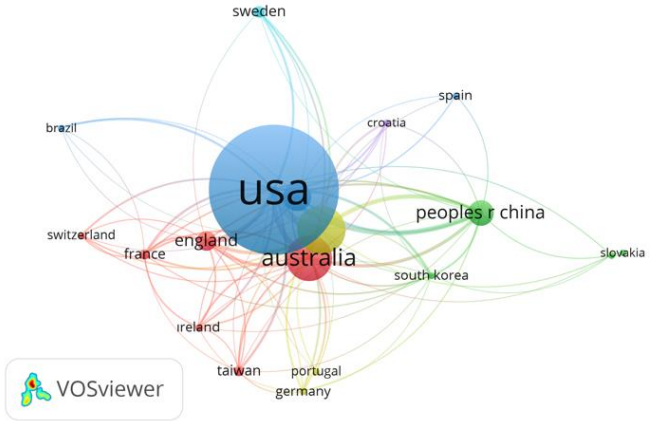 sweden
spain
croatia
brazil
usa
peoples r china
switzerland
england
france
australia
slovakia
south korea
ireland
taiwan
portugal
germany
VOSviewer